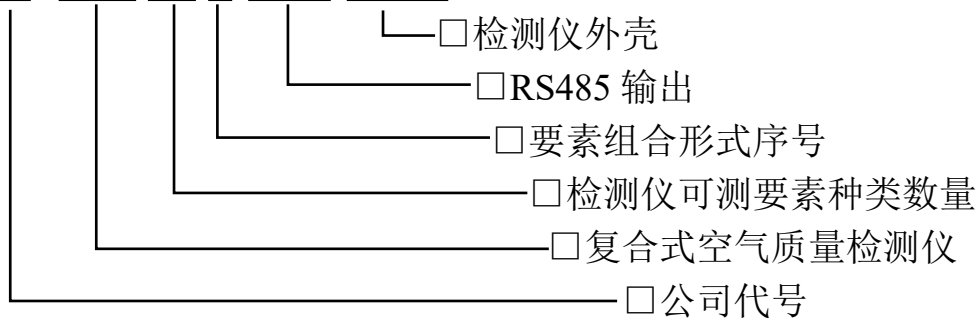 □检测仪外壳
□RS485 输出
□要素组合形式序号
□检测仪可测要素种类数量
□复合式空气质量检测仪
□公司代号